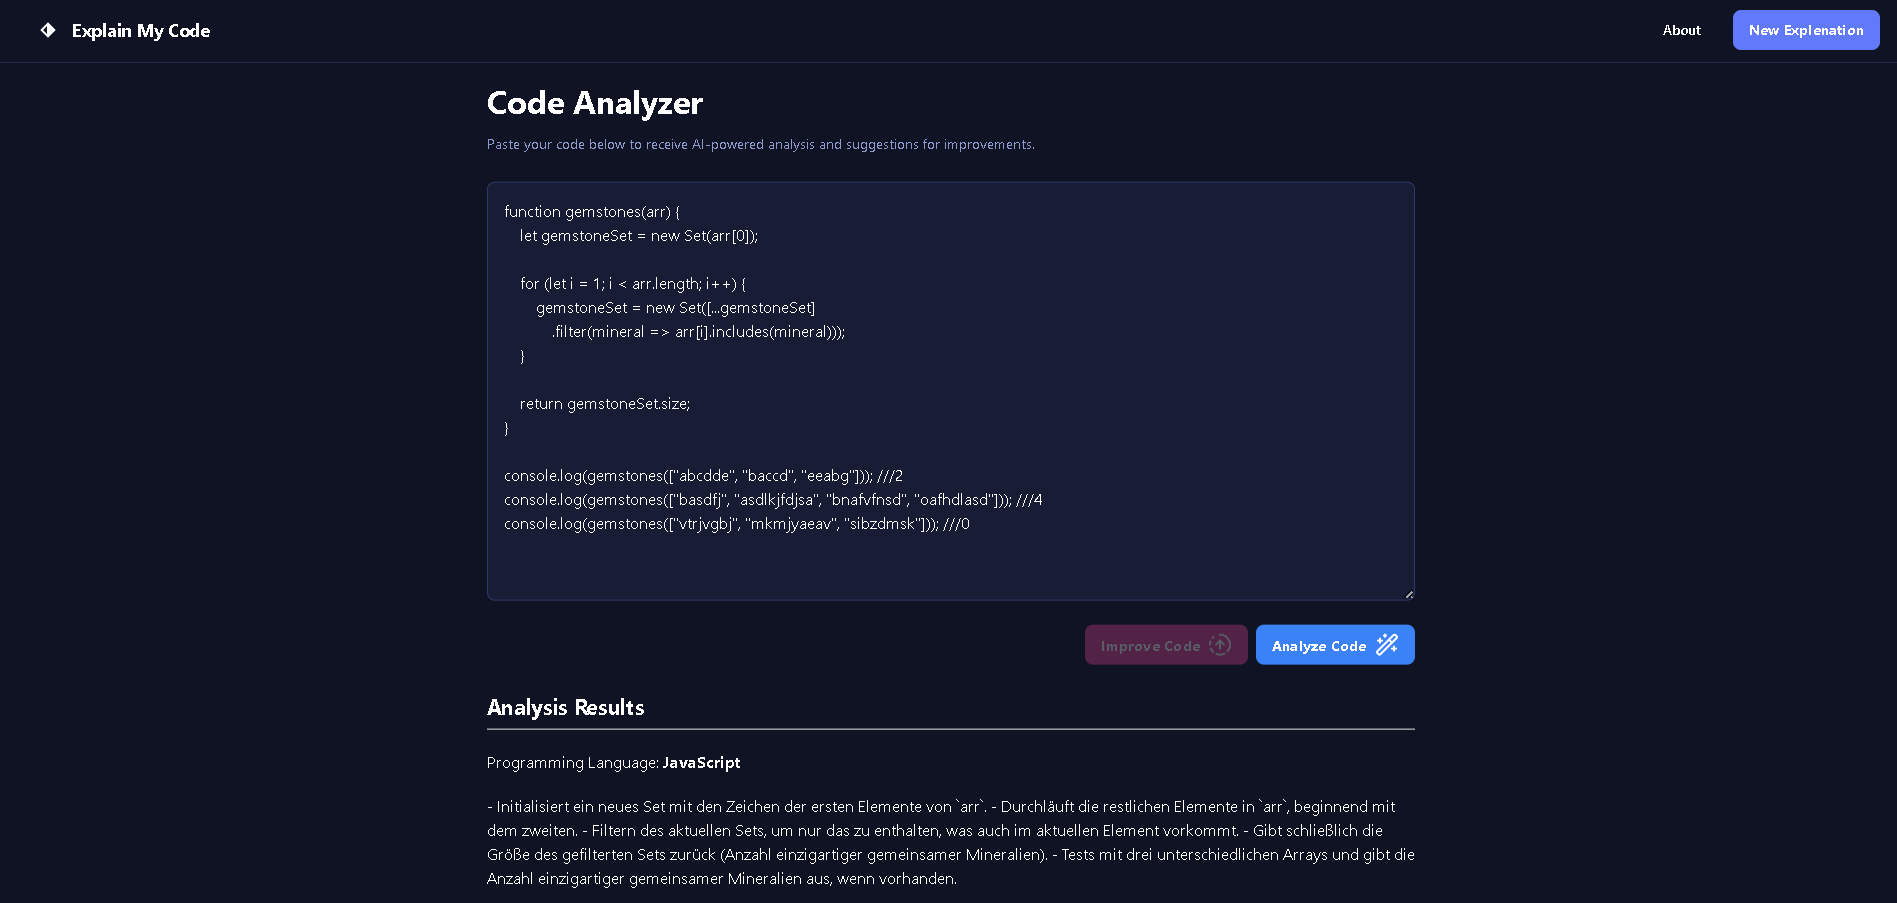 Explain My Code
About
New Explenation
Code Analyzer
Paste your code below to receive AI-powered analysis and suggestions for improvements.
function gemstones(arr) {
    let gemstoneSet = new Set(arr[0]);
    for (let i = 1; i < arr.length; i++) {
        gemstoneSet = new Set([...gemstoneSet]
            .filter(mineral => arr[i].includes(mineral)));
    }
    return gemstoneSet.size;
}
console.log(gemstones(["abcdde", "baccd", "eeabg"])); ///2
console.log(gemstones(["basdfj", "asdlkjfdjsa", "bnafvfnsd", "oafhdlasd"])); ///4
console.log(gemstones(["vtrjvgbj", "mkmjyaeav", "sibzdmsk"])); ///0
Improve Code
Analyze Code
Analysis Results
Programming Language: JavaScript
- Initialisiert ein neues Set mit den Zeichen der ersten Elemente von `arr`. - Durchläuft die restlichen Elemente in `arr`, beginnend mit
dem zweiten. - Filtern des aktuellen Sets, um nur das zu enthalten, was auch im aktuellen Element vorkommt. - Gibt schließlich die
Größe des gefilterten Sets zurück (Anzahl einzigartiger gemeinsamer Mineralien). - Tests mit drei unterschiedlichen Arrays und gibt die
Anzahl einzigartiger gemeinsamer Mineralien aus, wenn vorhanden.